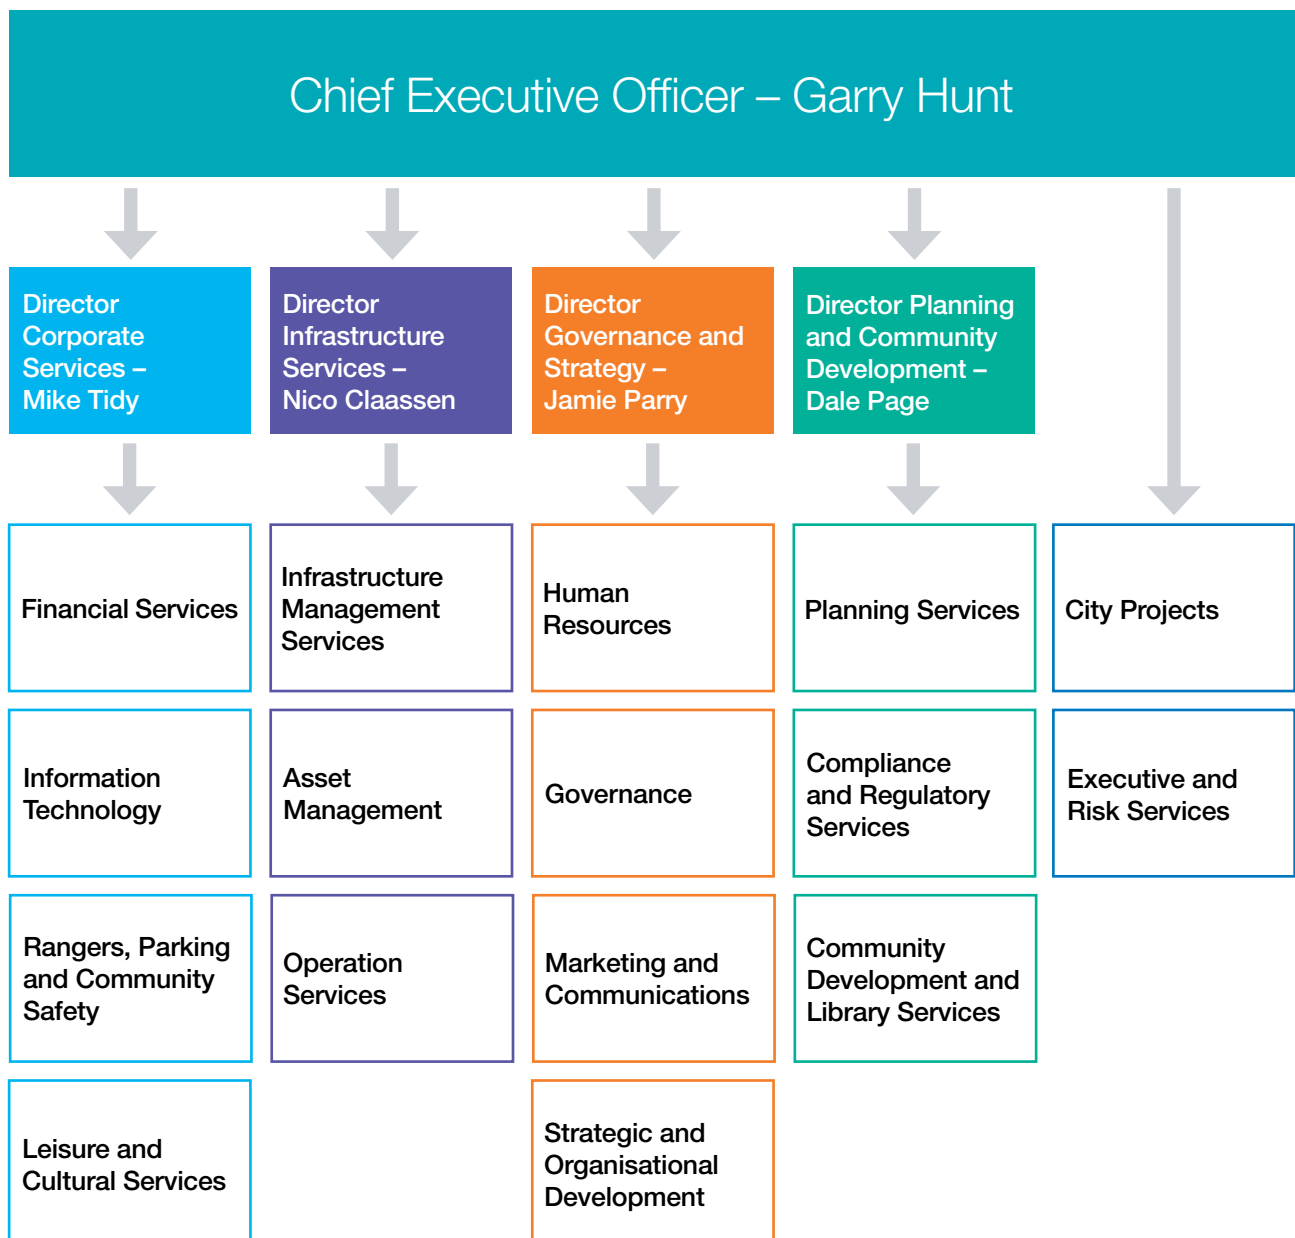 Chief Executive Officer – Garry Hunt
Director
Corporate
Services –
Mike Tidy
Director
Infrastructure
Services –
Nico Claassen
Director
Governance and
Strategy –
Jamie Parry
Director Planning
and Community
Development –
Dale Page
Financial Services
Infrastructure
Management
Services
Human
Resources
Planning Services
City Projects
Information
Technology
Asset
Management
Governance
Compliance
and Regulatory
Services
Executive and
Risk Services
Rangers, Parking
and Community
Safety
Operation
Services
Marketing and
Communications
Community
Development and
Library Services
Leisure and
Cultural Services
Strategic and
Organisational
Development